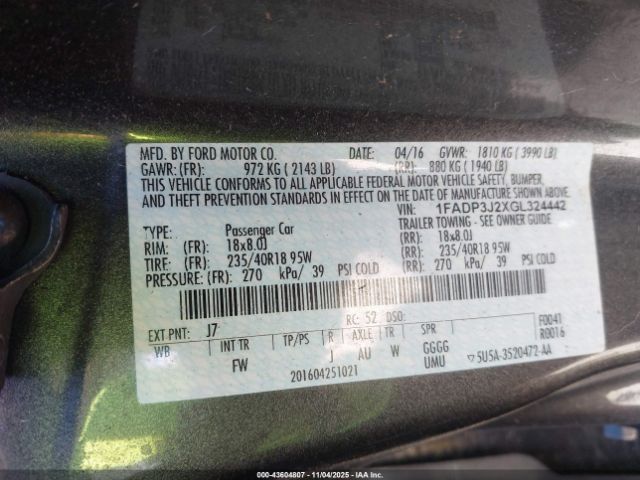 MFD. BY FORD MOTOR CO. DATE: 04/16 GVWR: 1810 KG ( 3990 LB)
GAWR: (FR): 972 KG ( 2143 LB) (RR): 880 KG ( 1940 LB)
THIS VEHICLE CONFORMS TO ALL APPLICABLE FEDERAL MOTOR VEHICLE SAFETY, BUMPER,
AND THEFT PREVENTION STANDARDS IN EFFECT ON THE DATE OF MANUFACTURE SHOWN ABOVE.
VIN: 1FADP3J2XGL324442
TYPE: Passenger Car TRAILER TOWING - SEE OWNER GUIDE
RIM: (FR): 18x8.0J (RR): 18x8.0J
TIRE: (FR): 235/40R18 95W (RR): 235/40R18 95W
PRESSURE: (FR): 270 kPa/ 39 PSI COLD (RR): 270 kPa/ 39 PSI COLD
EXT PNT: J7 RC: 52 DSO: F0041
WB INT TR TP/PS R AXLE TR SPR R0016
FW J AU W GGGG
UMU ▽5U5A-3520472-AA
201604251021
© 00-43604807 - 11/04/2025 - IAAI